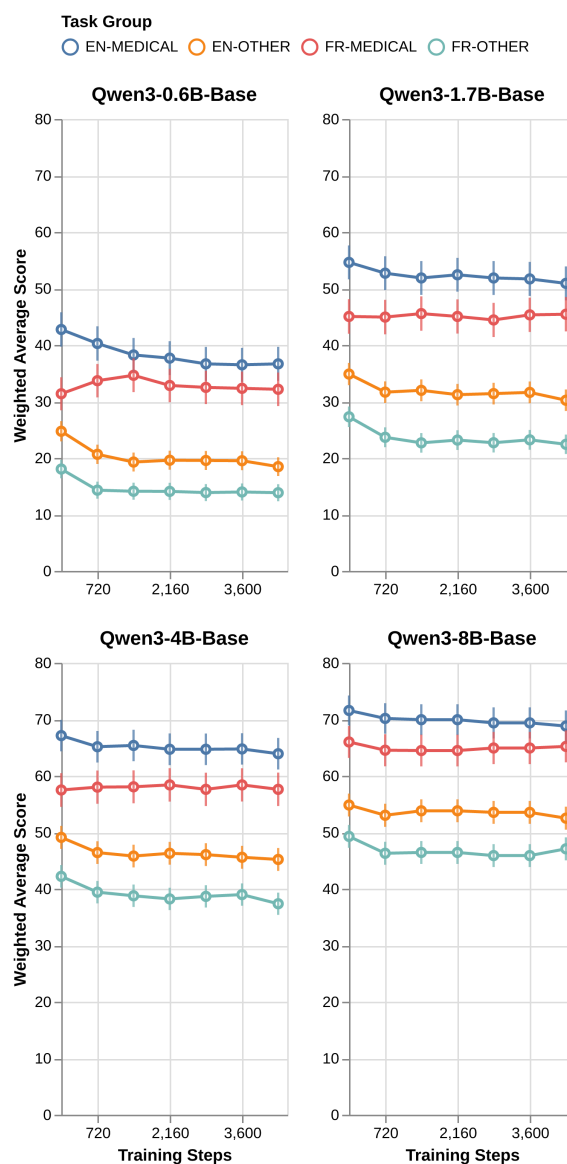 Task Group
EN-MEDICAL EN-OTHER FR-MEDICAL FR-OTHER
Qwen3-0.6B-Base
Weighted Average Score
80
70
60
50
40
30
20
10
0
720 2,160 3,600
Qwen3-1.7B-Base
80
70
60
50
40
30
20
10
0
720 2,160 3,600
Qwen3-4B-Base
Weighted Average Score
80
70
60
50
40
30
20
10
0
720 2,160 3,600
Training Steps
Qwen3-8B-Base
80
70
60
50
40
30
20
10
0
720 2,160 3,600
Training Steps